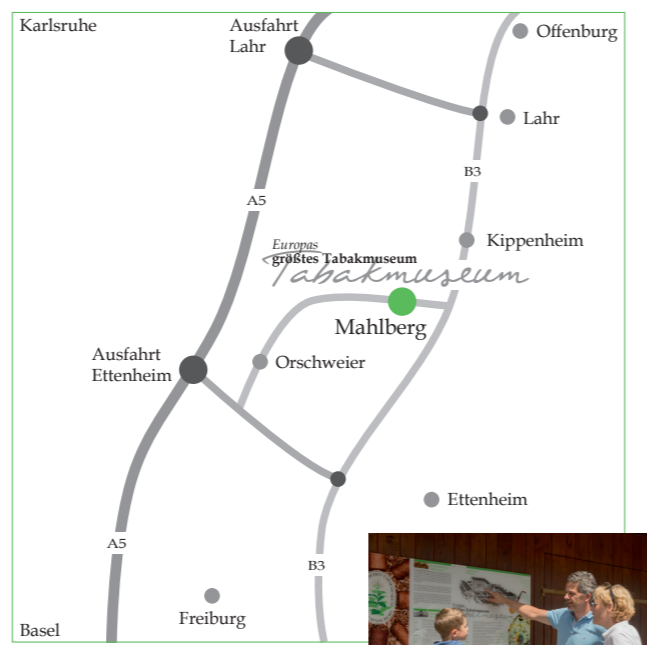 Karlsruhe
Ausfahrt
Lahr
Offenburg
Lahr
B3
A5
Kippenheim
Europas
größtes Tabakmuseum
Tabakmuseum
Mahlberg
Ausfahrt
Ettenheim
Orschweier
Ettenheim
A5
B3
Freiburg
Basel